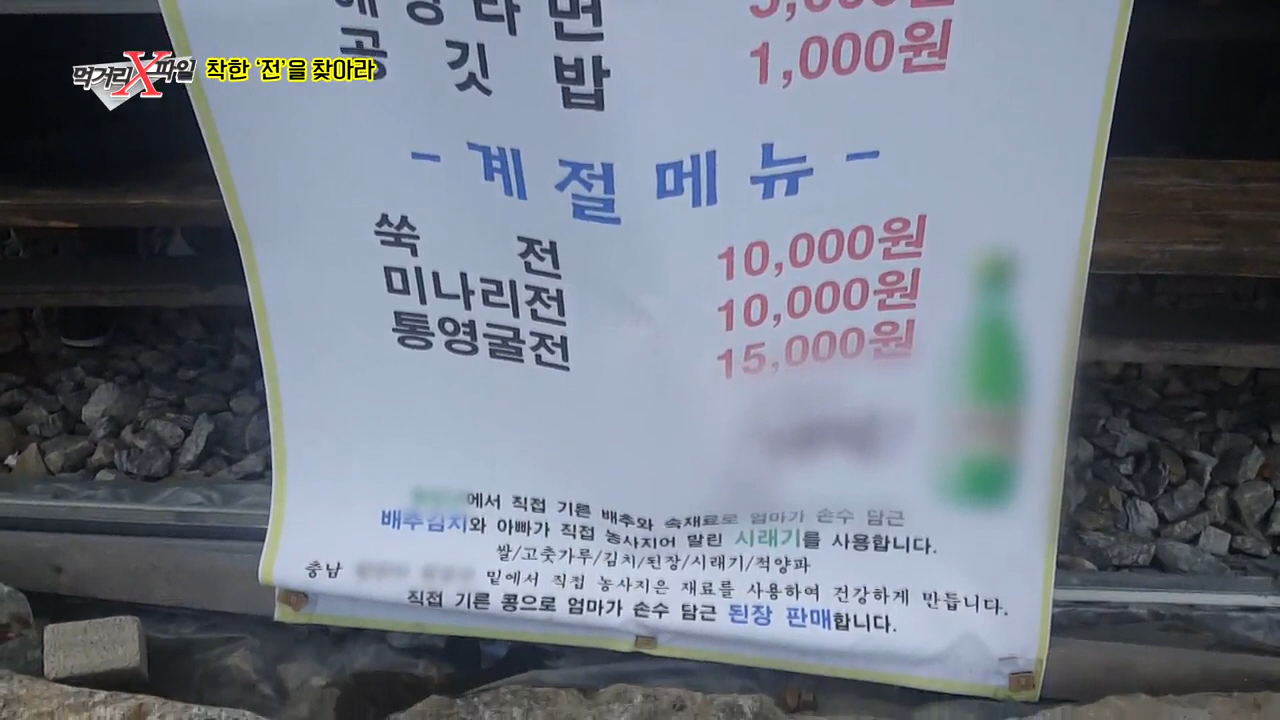 먹거리X파일 착한 '전'을 찾아라
라면
공깃밥 1,000원
-계절메뉴-
쑥전 10,000원
미나리전 10,000원
통영굴전 15,000원
에서 직접 기른 배추와 속재료로 엄마가 손수 담근
배추김치와 아빠가 직접 농사지어 말린 시래기를 사용합니다.
쌀/고춧가루/김치/된장/시래기/적양파
충남 밑에서 직접 농사지은 재료를 사용하여 건강하게 만듭니다.
직접 기른 콩으로 엄마가 손수 담근 된장 판매합니다.